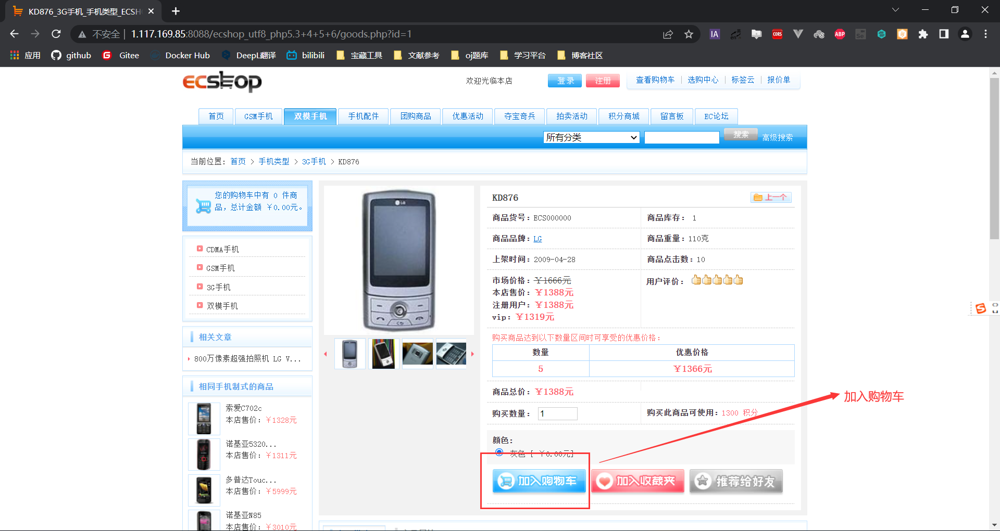 KD876_3G手机_手机类型_ECSH
不安全 | 1.117.169.85:8088/ecshop_utf8_php5.3+4+5+6/goods.php?id=1
IA
en
英
CORS
ABP
Se
应用 github Gitee Docker Hub DeepL翻译 bilibili 宝藏工具 文献参考 oj题库 学习平台 博客社区
ecshop
欢迎光临本店
登录 注册
查看购物车 | 选购中心 | 标签云 | 报价单
首页 GSM手机 双模手机 手机配件 团购商品 优惠活动 夺宝奇兵 拍卖活动 积分商城 留言板 EC论坛
所有分类 搜索 高级搜索
当前位置: 首页 > 手机类型 > 3G手机 > KD876
您的购物车中有 0 件商
品，总计金额 ￥0.00元。
CDMA手机
GSM手机
3G手机
双模手机
相关文章
800万像素超强拍照机 LG V...
相同手机制式的商品
索爱C702c
本店售价：￥1328元
诺基亚5320...
本店售价：￥1311元
多普达Touc...
本店售价：￥5999元
诺基亚N85
本店售价：￥3010元
LG
KD876
上一个
商品货号：ECS000000
商品库存： 1
商品品牌：LG
商品重量：110克
上架时间：2009-04-28
商品点击数：10
市场价格：￥1666元
用户评价：
本店售价：￥1388元
注册用户：￥1388元
vip：￥1319元
购买商品达到以下数量区间时可享受的优惠价格：
数量 优惠价格
5 ￥1366元
商品总价：￥1388元
购买数量： 1
购买此商品可使用：1300 积分
颜色：
灰色 [ ￥0.00元]
加入购物车 加入收藏夹 推荐给好友
加入购物车